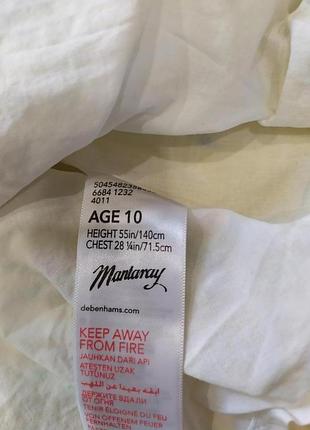 6684 1232
4011
AGE 10
HEIGHT 55in/140cm
CHEST 28 ¼in/71.5cm
Mantaray
debenhams.com
KEEP AWAY
FROM FIRE
JAUHKAN DARI API
ATESTEN UZAK
TUTUNUZ
ابقه بعيدا عن اللهب
ДЕРЖИТЕ ВДАЛИ
ОТ ОГНЯ
TENIR ÉLOIGNÉ DU FEU
VON OFFENEM FEUER
FERNHALTEN